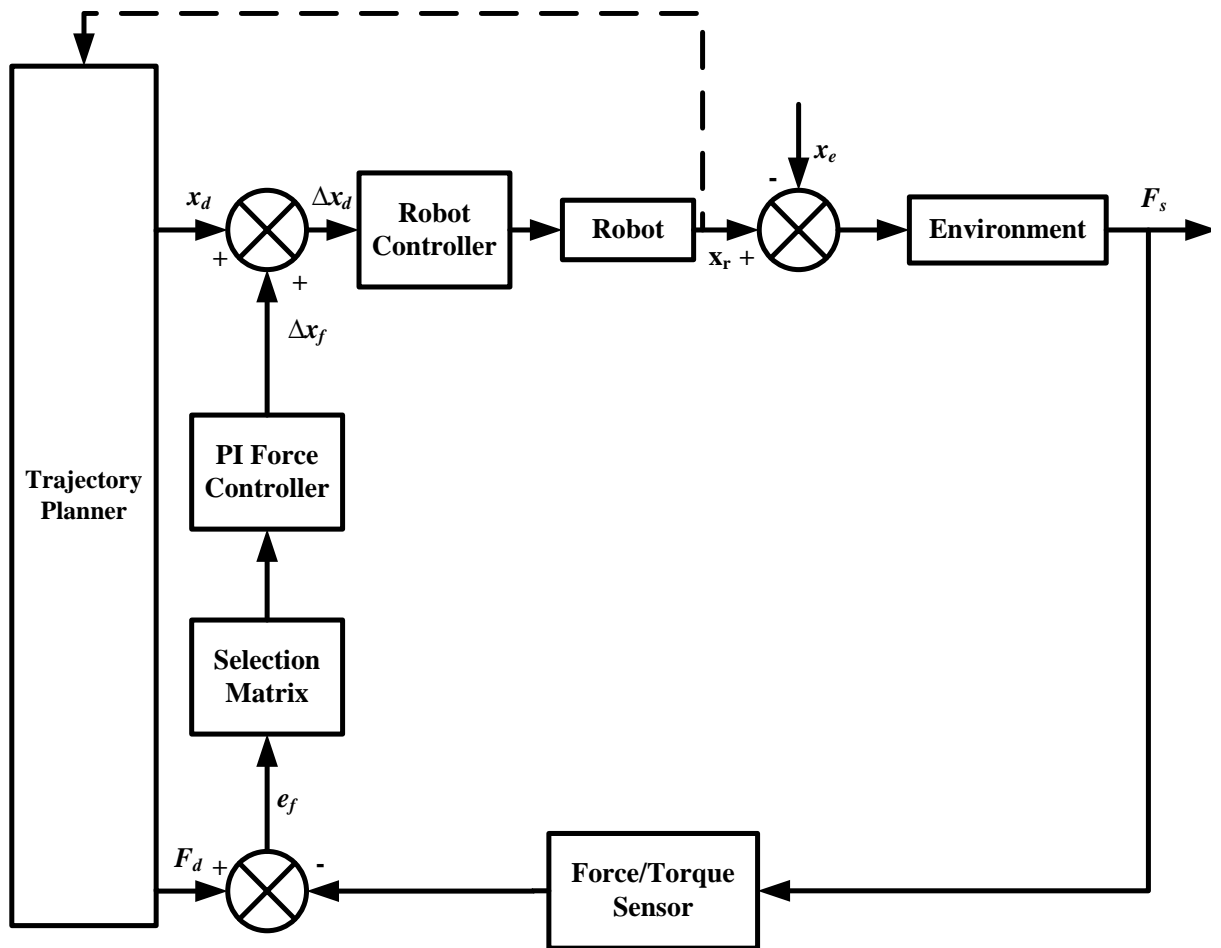 x_e
-
x_d
Δx_d
Robot
Controller
Robot
Environment
F_s
+
+
x_r +
Δx_f
PI Force
Controller
Trajectory
Planner
Selection
Matrix
e_f
F_d +
-
Force/Torque
Sensor